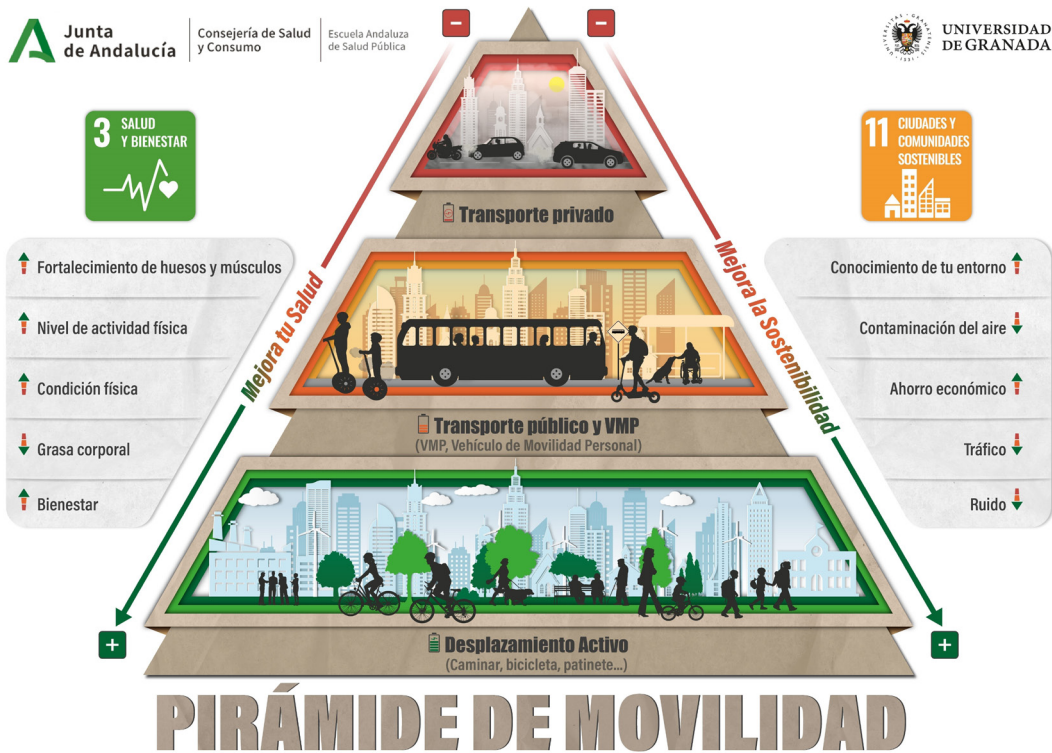 Junta
de Andalucía
Consejería de Salud
y Consumo
Escuela Andaluza
de Salud Pública
UNIVERSIDAD
DE GRANADA
3 SALUD
Y BIENESTAR
11 CIUDADES Y
COMUNIDADES
SOSTENIBLES
Transporte privado
Mejora tu Salud
Mejora la Sostenibilidad
Fortalecimiento de huesos y músculos
Nivel de actividad física
Condición física
Grasa corporal
Bienestar
Conocimiento de tu entorno
Contaminación del aire
Ahorro económico
Tráfico
Ruido
Transporte público y VMP
(VMP, Vehículo de Movilidad Personal)
Desplazamiento Activo
(Caminar, bicicleta, patinete...)
PIRÁMIDE DE MOVILIDAD